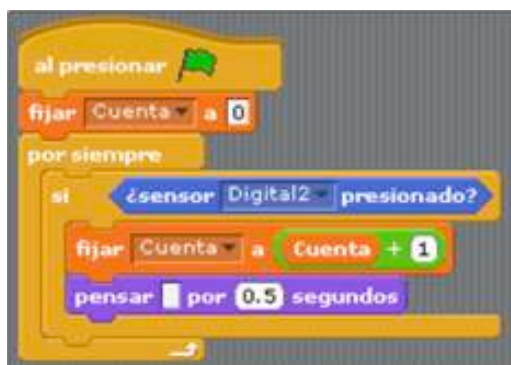 al presionar
fijar Cuenta a 0
por siempre
si ¿sensor Digital2 presionado?
fijar Cuenta a Cuenta + 1
pensar por 0.5 segundos